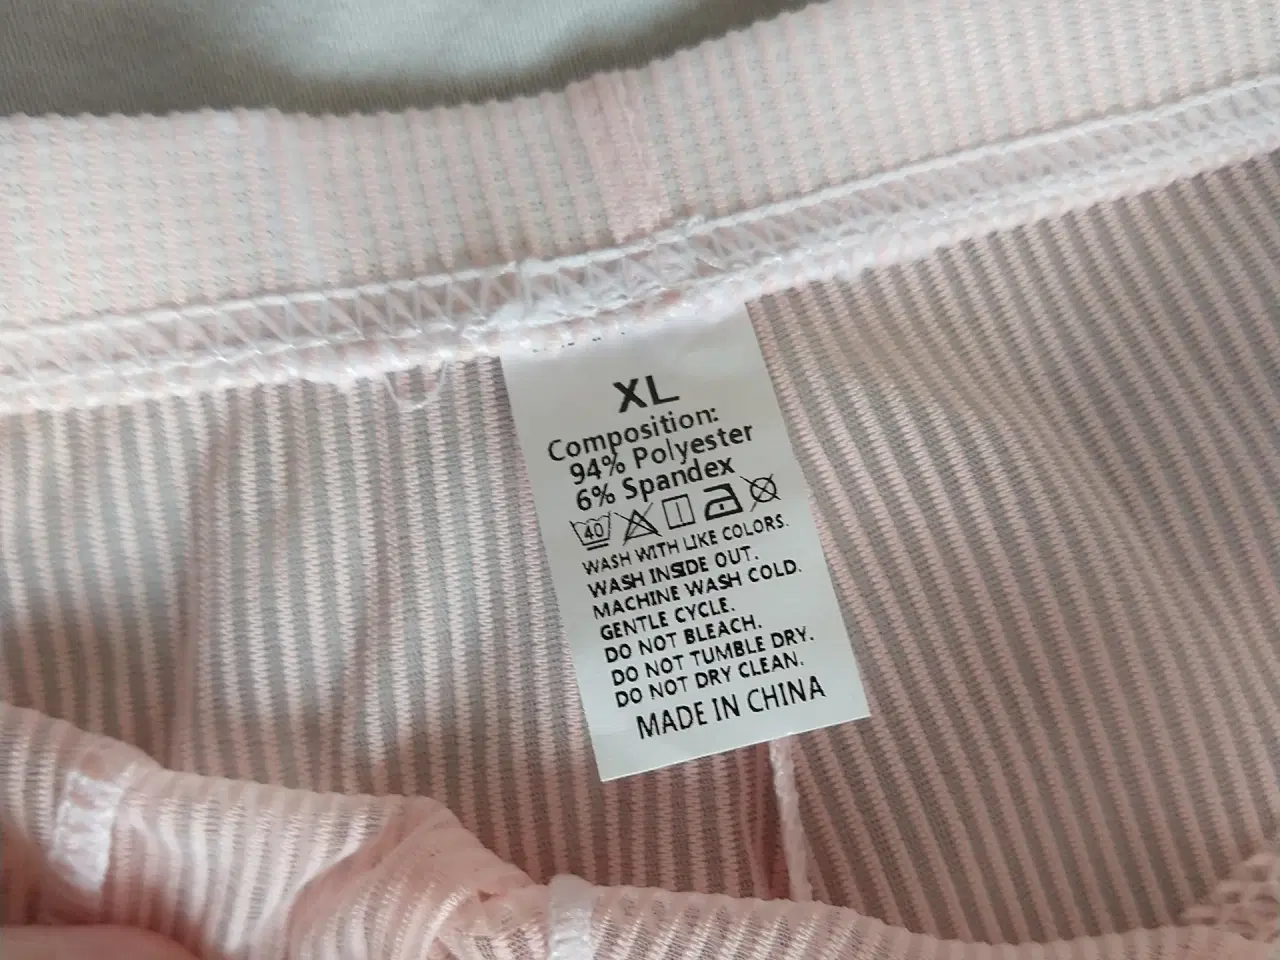 XL
Composition:
94% Polyester
6% Spandex
40
WASH WITH LIKE COLORS.
WASH INSIDE OUT.
MACHINE WASH COLD.
GENTLE CYCLE.
DO NOT BLEACH.
DO NOT TUMBLE DRY.
DO NOT DRY CLEAN.
MADE IN CHINA